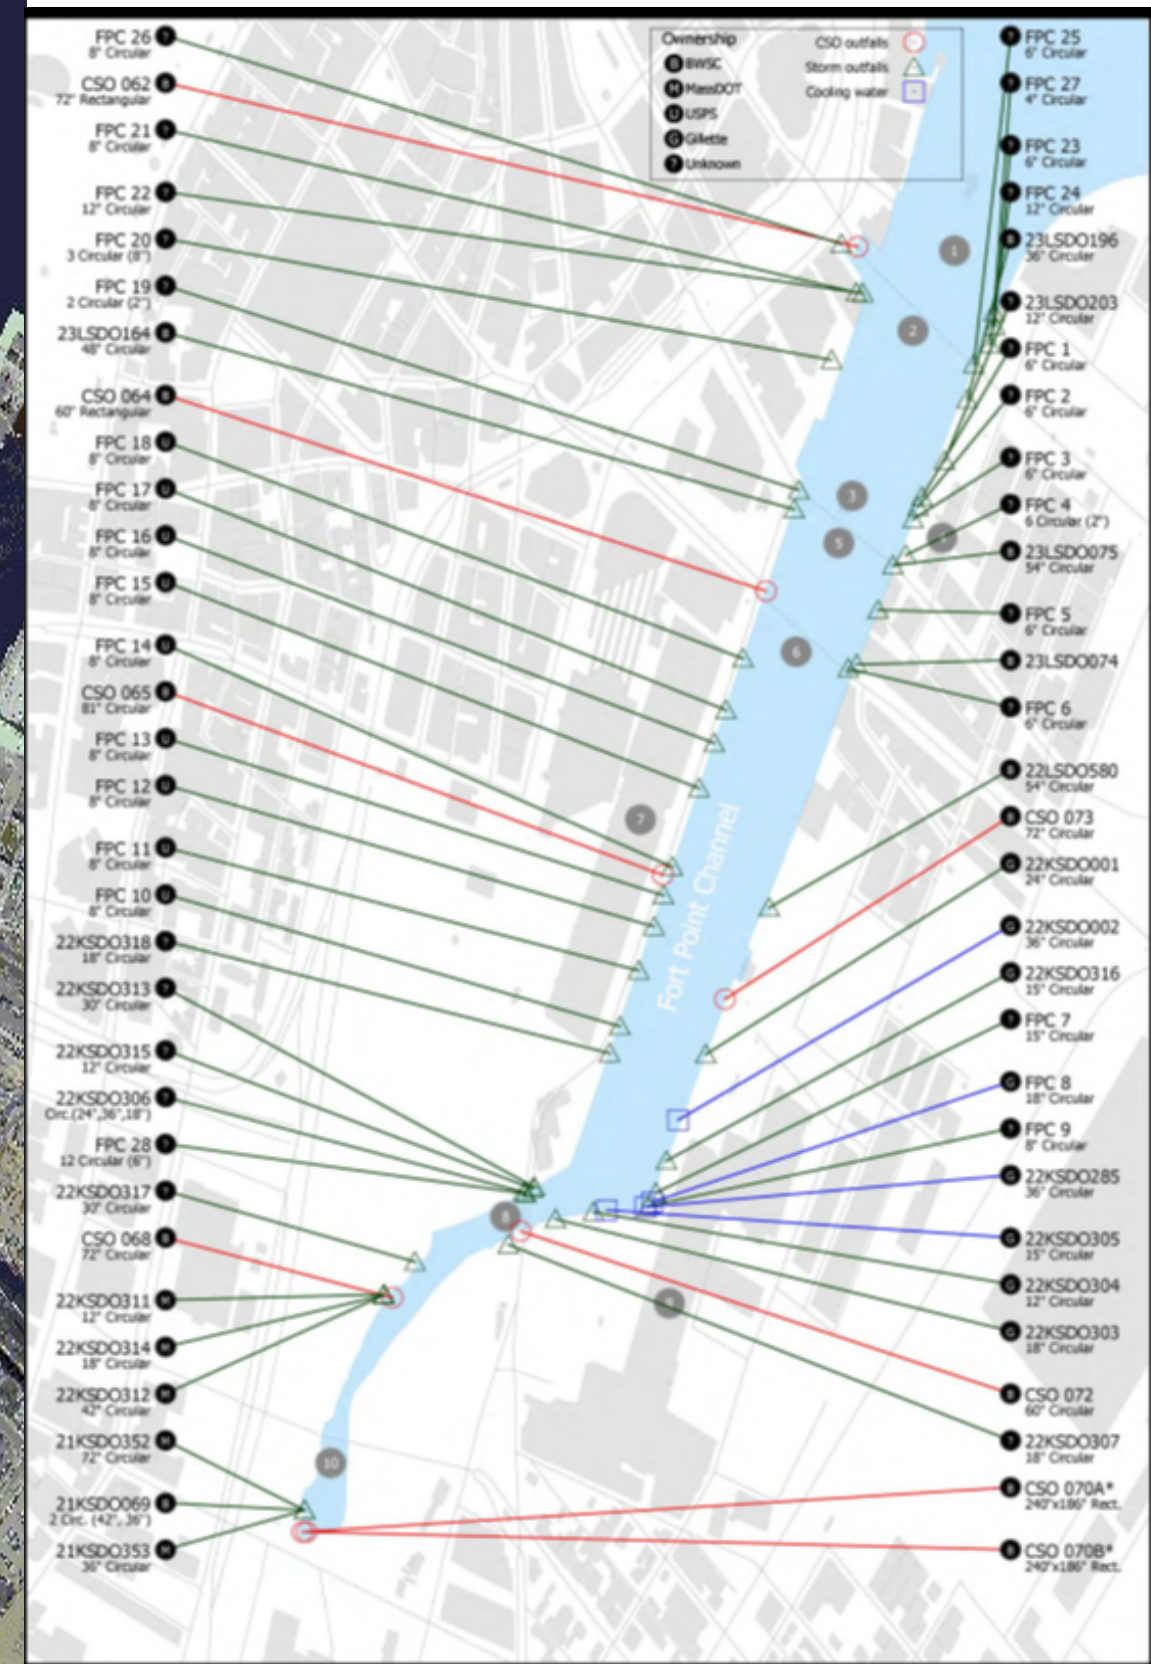 FPC 26
8" Circular
CSO 062
72" Rectangular
FPC 21
8" Circular
FPC 22
12" Circular
FPC 20
3 Circular (8")
FPC 19
2 Circular (2")
23LSDO164
48" Circular
CSO 064
60" Rectangular
FPC 18
8" Circular
FPC 17
8" Circular
FPC 16
8" Circular
FPC 15
8" Circular
FPC 14
8" Circular
CSO 065
81" Circular
FPC 13
8" Circular
FPC 12
8" Circular
FPC 11
8" Circular
FPC 10
8" Circular
22KSDO318
18" Circular
22KSDO313
30" Circular
22KSDO315
12" Circular
22KSDO306
Circ.(24",36",18")
FPC 28
12 Circular (6")
22KSDO317
30" Circular
CSO 068
72" Circular
22KSDO311
12" Circular
22KSDO314
18" Circular
22KSDO312
42" Circular
21KSDO352
72" Circular
21KSDO069
2 Circ. (42", 36")
21KSDO353
36" Circular
Ownership
B BWSC
M MassDOT
U USPS
G Gillette
? Unknown
CSO outfalls
Storm outfalls
Cooling water
1
2
3
5
6
7
8
10
Fort Point Channel
FPC 25
6" Circular
FPC 27
4" Circular
FPC 23
6" Circular
FPC 24
12" Circular
23LSDO196
36" Circular
23LSDO203
12" Circular
FPC 1
6" Circular
FPC 2
6" Circular
FPC 3
6" Circular
FPC 4
6 Circular (2")
23LSDO075
54" Circular
FPC 5
6" Circular
23LSDO074
FPC 6
6" Circular
22LSDO580
54" Circular
CSO 073
72" Circular
22KSDO001
24" Circular
22KSDO002
36" Circular
22KSDO316
15" Circular
FPC 7
15" Circular
FPC 8
18" Circular
FPC 9
8" Circular
22KSDO285
36" Circular
22KSDO305
15" Circular
22KSDO304
12" Circular
22KSDO303
18" Circular
CSO 072
60" Circular
22KSDO307
18" Circular
CSO 070A*
240"x186" Rect.
CSO 070B*
240"x186" Rect.